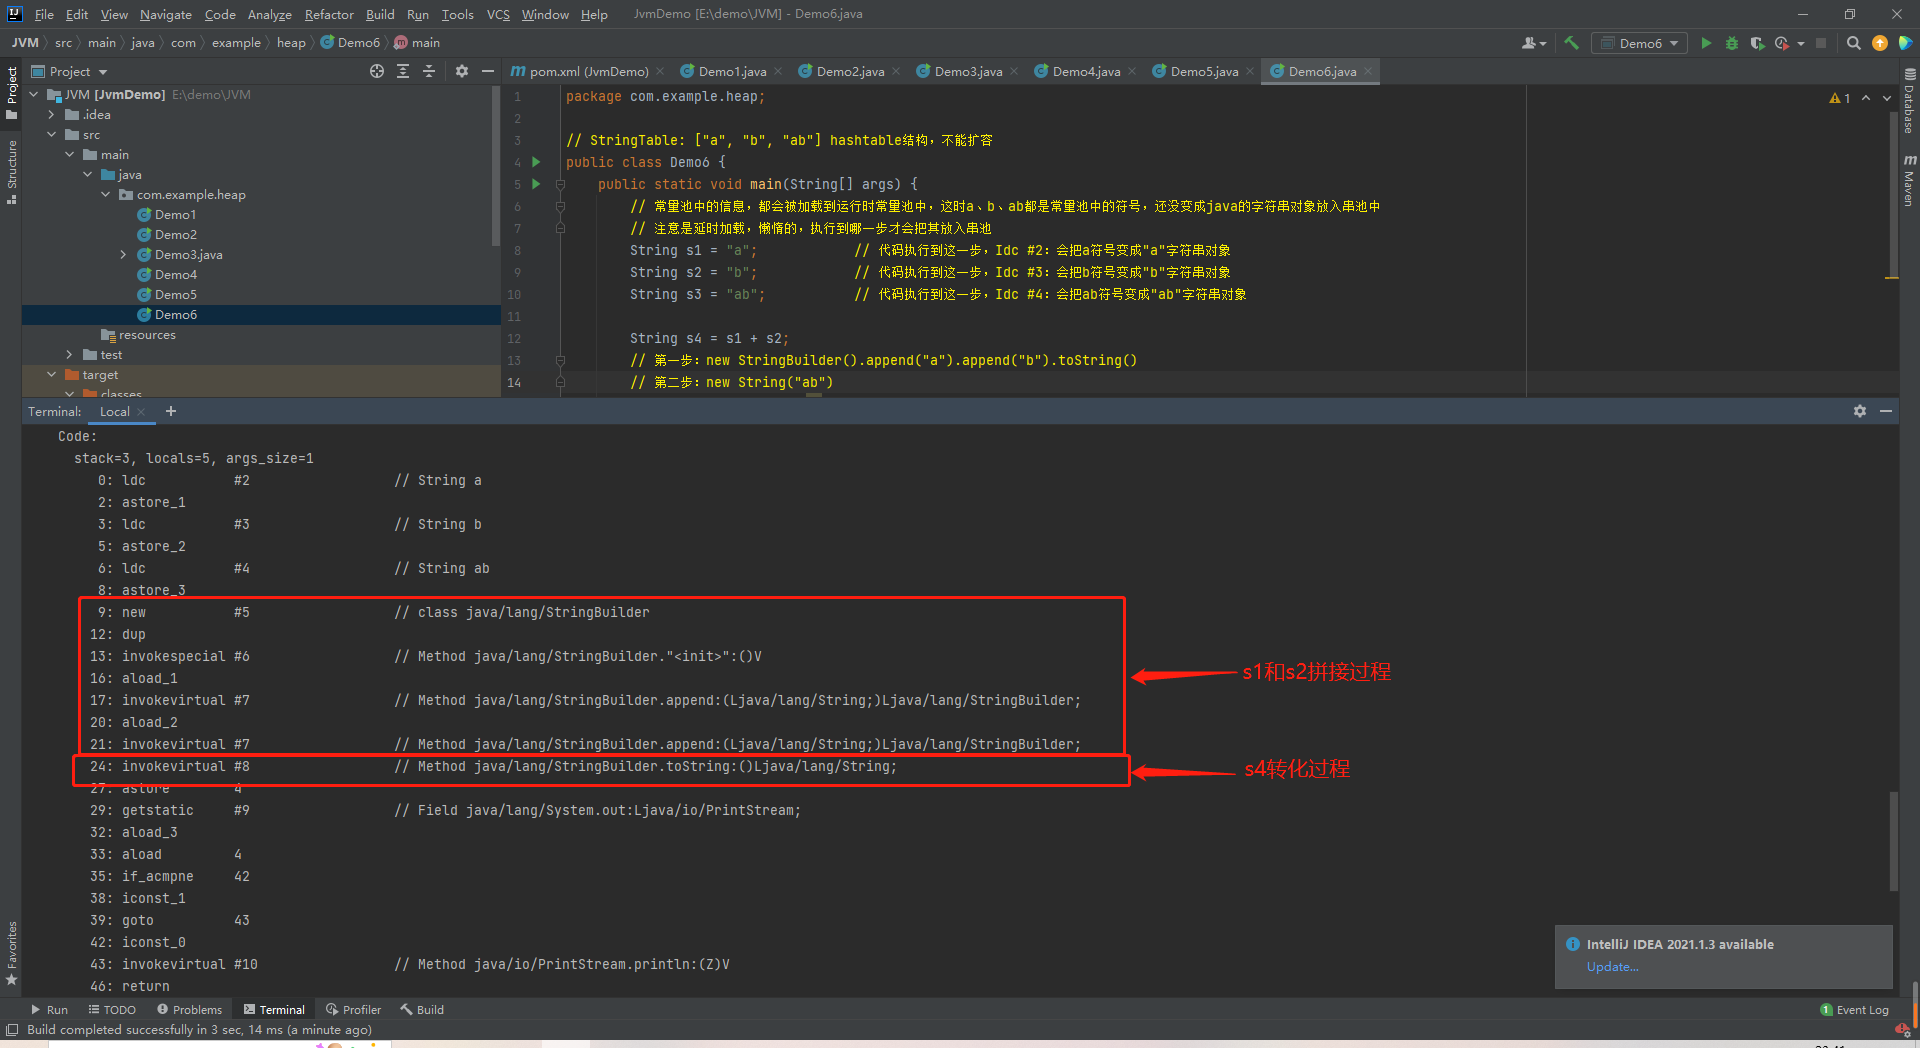 File Edit View Navigate Code Analyze Refactor Build Run Tools VCS Window Help JvmDemo [E:\demo\JVM] - Demo6.java
JVM src main java com example heap Demo6 main
Demo6
Project
pom.xml (JvmDemo) Demo1.java Demo2.java Demo3.java Demo4.java Demo5.java Demo6.java
Project
Structure
Favorites
Database
Maven
JVM [JvmDemo] E:\demo\JVM
.idea
src
main
java
com.example.heap
Demo1
Demo2
Demo3.java
Demo4
Demo5
Demo6
resources
test
target
classes
1
1 package com.example.heap;
2
3 // StringTable: ["a", "b", "ab"] hashtable结构，不能扩容
4 public class Demo6 {
5 public static void main(String[] args) {
6 // 常量池中的信息，都会被加载到运行时常量池中，这时a、b、ab都是常量池中的符号，还没变成java的字符串对象放入串池中
7 // 注意是延时加载，懒惰的，执行到哪一步才会把其放入串池
8 String s1 = "a"; // 代码执行到这一步，Idc #2：会把a符号变成"a"字符串对象
9 String s2 = "b"; // 代码执行到这一步，Idc #3：会把b符号变成"b"字符串对象
10 String s3 = "ab"; // 代码执行到这一步，Idc #4：会把ab符号变成"ab"字符串对象
11
12 String s4 = s1 + s2;
13 // 第一步：new StringBuilder().append("a").append("b").toString()
14 // 第二步：new String("ab")
Terminal: Local +
Code:
stack=3, locals=5, args_size=1
0: ldc #2 // String a
2: astore_1
3: ldc #3 // String b
5: astore_2
6: ldc #4 // String ab
8: astore_3
9: new #5 // class java/lang/StringBuilder
12: dup
13: invokespecial #6 // Method java/lang/StringBuilder."<init>":()V
16: aload_1
17: invokevirtual #7 // Method java/lang/StringBuilder.append:(Ljava/lang/String;)Ljava/lang/StringBuilder;
20: aload_2
21: invokevirtual #7 // Method java/lang/StringBuilder.append:(Ljava/lang/String;)Ljava/lang/StringBuilder;
24: invokevirtual #8 // Method java/lang/StringBuilder.toString:()Ljava/lang/String;
27: astore 4
29: getstatic #9 // Field java/lang/System.out:Ljava/io/PrintStream;
32: aload_3
33: aload 4
35: if_acmpne 42
38: iconst_1
39: goto 43
42: iconst_0
43: invokevirtual #10 // Method java/io/PrintStream.println:(Z)V
46: return
s1和s2拼接过程
s4转化过程
IntelliJ IDEA 2021.1.3 available
Update...
Run TODO Problems Terminal Profiler Build 1 Event Log
Build completed successfully in 3 sec, 14 ms (a minute ago)